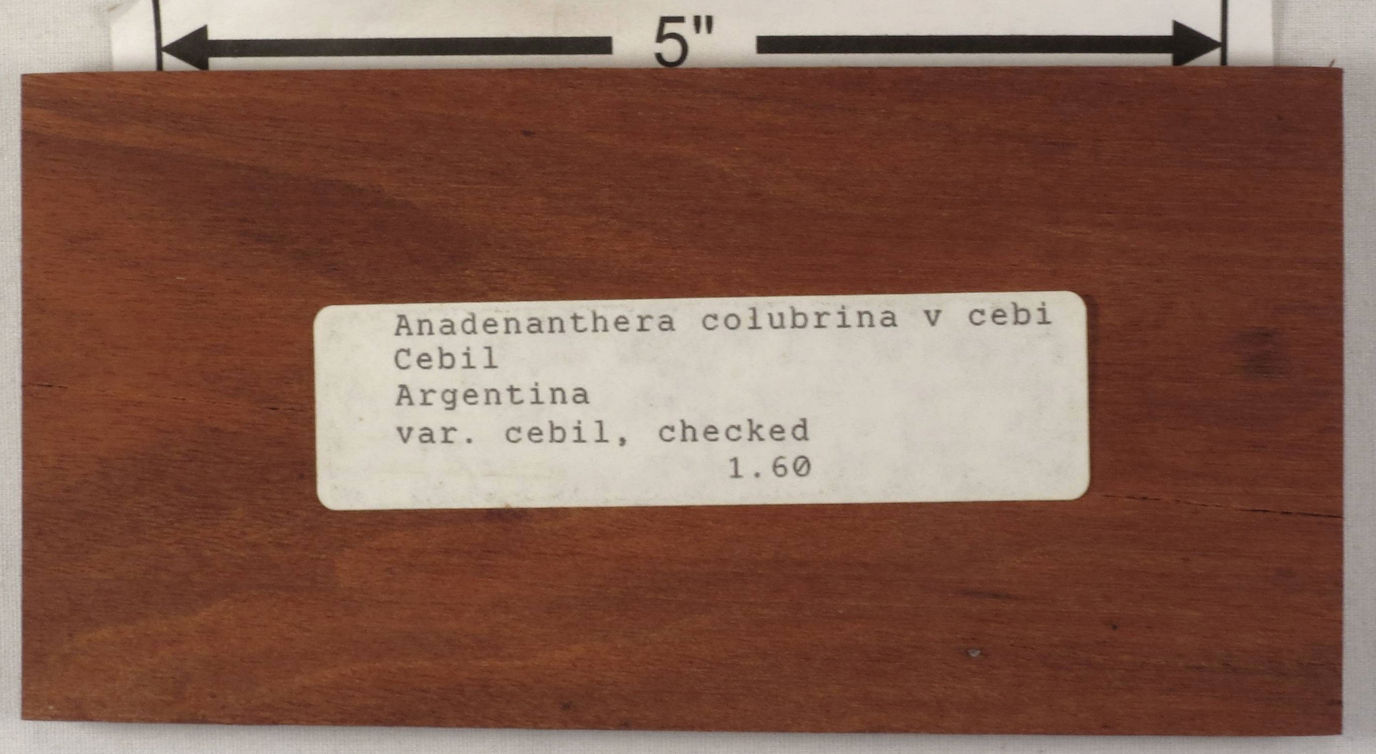 5"
Anadenanthera colubrina v cebi
Cebil
Argentina
var. cebil, checked
1.60